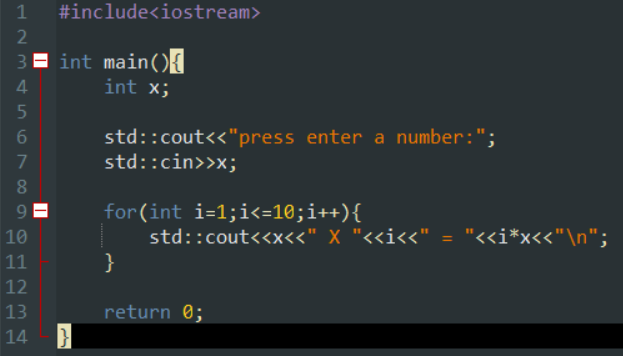 1 #include<iostream>
2
3 int main(){
4     int x;
5
6     std::cout<<"press enter a number:";
7     std::cin>>x;
8
9     for(int i=1;i<=10;i++){
10         std::cout<<x<<" X "<<i<<" = "<<i*x<<"\n";
11     }
12
13     return 0;
14 }